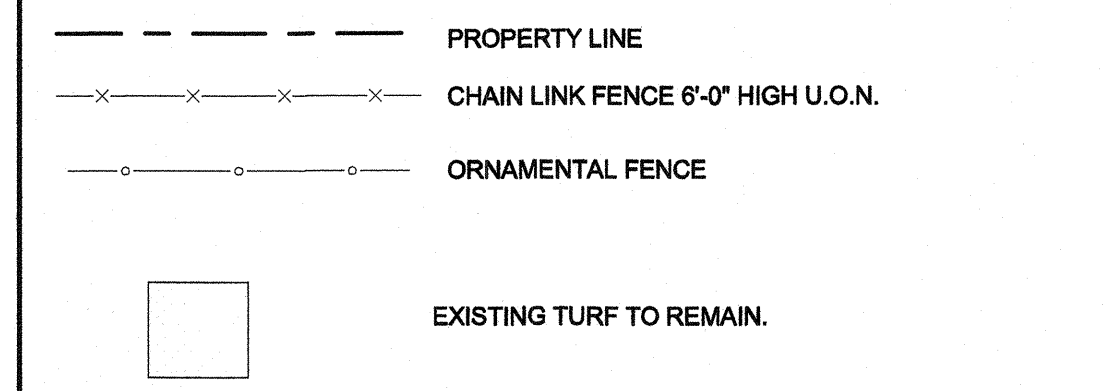 PROPERTY LINE
CHAIN LINK FENCE 6'-0" HIGH U.O.N.
ORNAMENTAL FENCE
EXISTING TURF TO REMAIN.